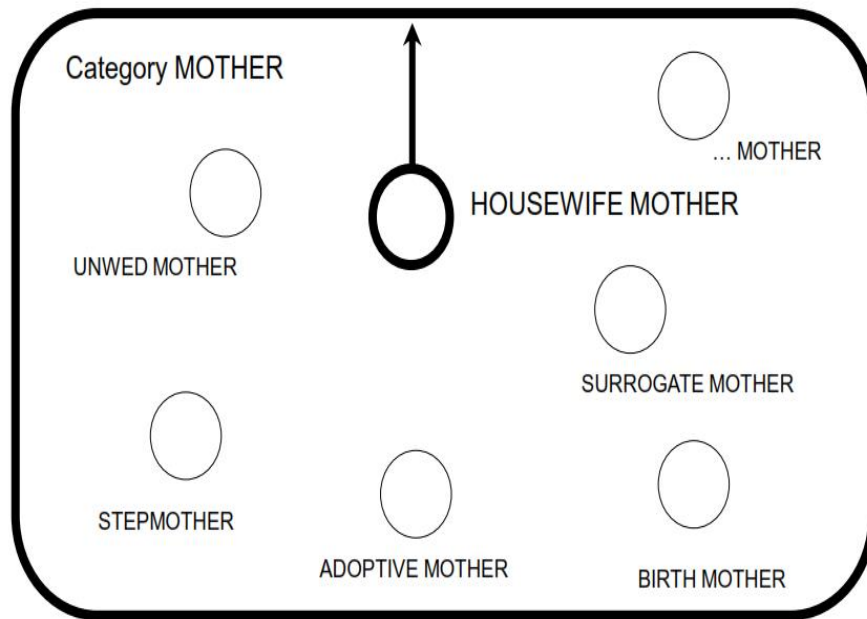 Category MOTHER
... MOTHER
HOUSEWIFE MOTHER
UNWED MOTHER
SURROGATE MOTHER
STEPMOTHER
ADOPTIVE MOTHER
BIRTH MOTHER